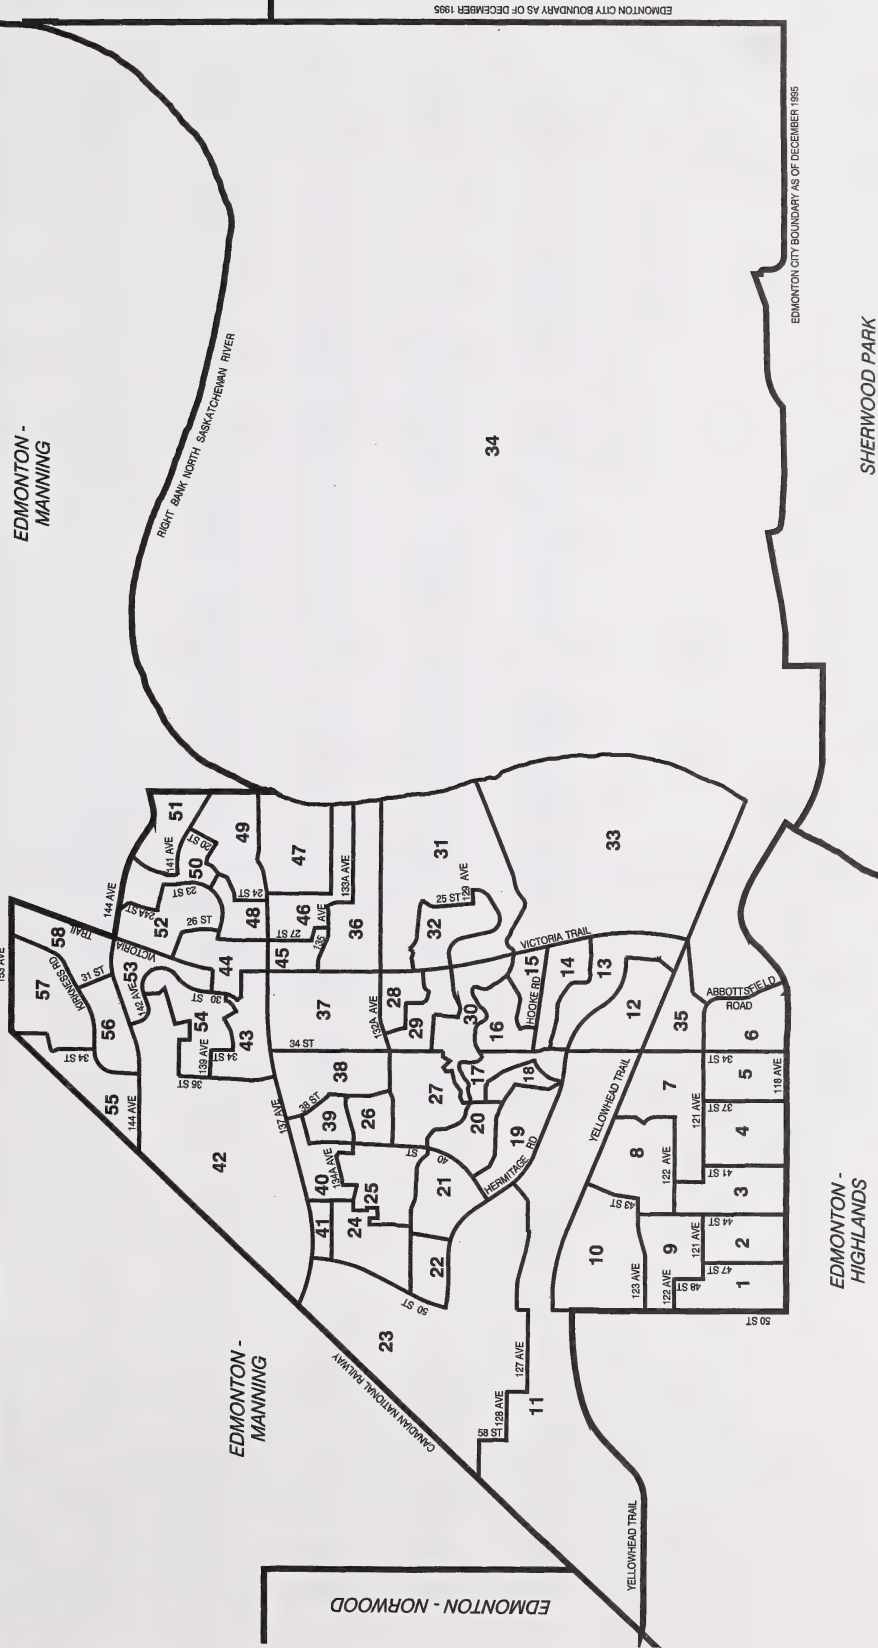 EDMONTON CITY BOUNDARY AS OF DECEMBER 1995
EDMONTON CITY BOUNDARY AS OF DECEMBER 1995
SHERWOOD PARK
EDMONTON -
MANNING
RIGHT BANK NORTH SASKATCHEWAN RIVER
34
153 AVE
58
VICTORIA
TRAIL
57
KIRKNESS RD
31 ST
34 ST
56
55
144 AVE
53
142 AVE
144 AVE
51
141 AVE
20 ST
50
49
23 ST
24A ST
52
26 ST
24 ST
48
47
44
30 ST
54
139 AVE
34 ST
36 ST
43
42
27 ST
46
135
AVE
133A AVE
45
36
137 AVE
37
34 ST
132A AVE
38
38 ST
39
26
134A AVE
40
41
25
24
31
129
AVE
25 ST
32
28
29
30
27
40
ST
21
22
50 ST
23
CANADIAN NATIONAL RAILWAY
EDMONTON -
MANNING
VICTORIA TRAIL
15
HOOKE RD
16
14
13
12
17
18
20
19
HERMITAGE RD
33
YELLOWHEAD TRAIL
35
ABBOTTSFIELD
ROAD
6
34 ST
7
121 AVE
5
118 AVE
37 ST
4
8
122 AVE
41 ST
3
43 ST
10
123 AVE
9
44 ST
121 AVE
2
122 AVE
48 ST
47 ST
1
50 ST
127 AVE
128 AVE
58 ST
11
EDMONTON -
HIGHLANDS
YELLOWHEAD TRAIL
EDMONTON - NORWOOD